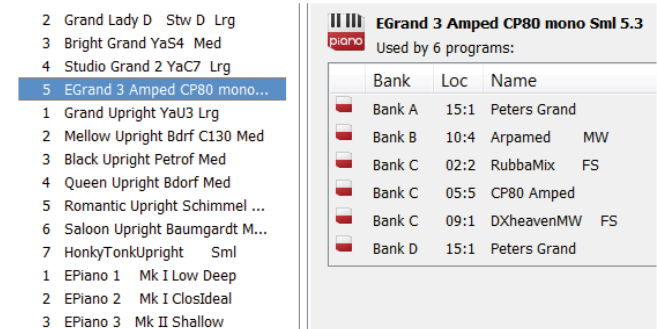 2 Grand Lady D Stw D Lrg
3 Bright Grand YaS4 Med
4 Studio Grand 2 YaC7 Lrg
5 EGrand 3 Amped CP80 mono...
1 Grand Upright YaU3 Lrg
2 Mellow Upright Bdrf C130 Med
3 Black Upright Petrof Med
4 Queen Upright Bdorf Med
5 Romantic Upright Schimmel ...
6 Saloon Upright Baumgardt M...
7 HonkyTonkUpright Sml
1 EPiano 1 Mk I Low Deep
2 EPiano 2 Mk I ClosIdeal
3 EPiano 3 Mk II Shallow
piano
EGrand 3 Amped CP80 mono Sml 5.3
Used by 6 programs:
Bank Loc Name
Bank A 15:1 Peters Grand
Bank B 10:4 Arpamed MW
Bank C 02:2 RubbaMix FS
Bank C 05:5 CP80 Amped
Bank C 09:1 DXheavenMW FS
Bank D 15:1 Peters Grand